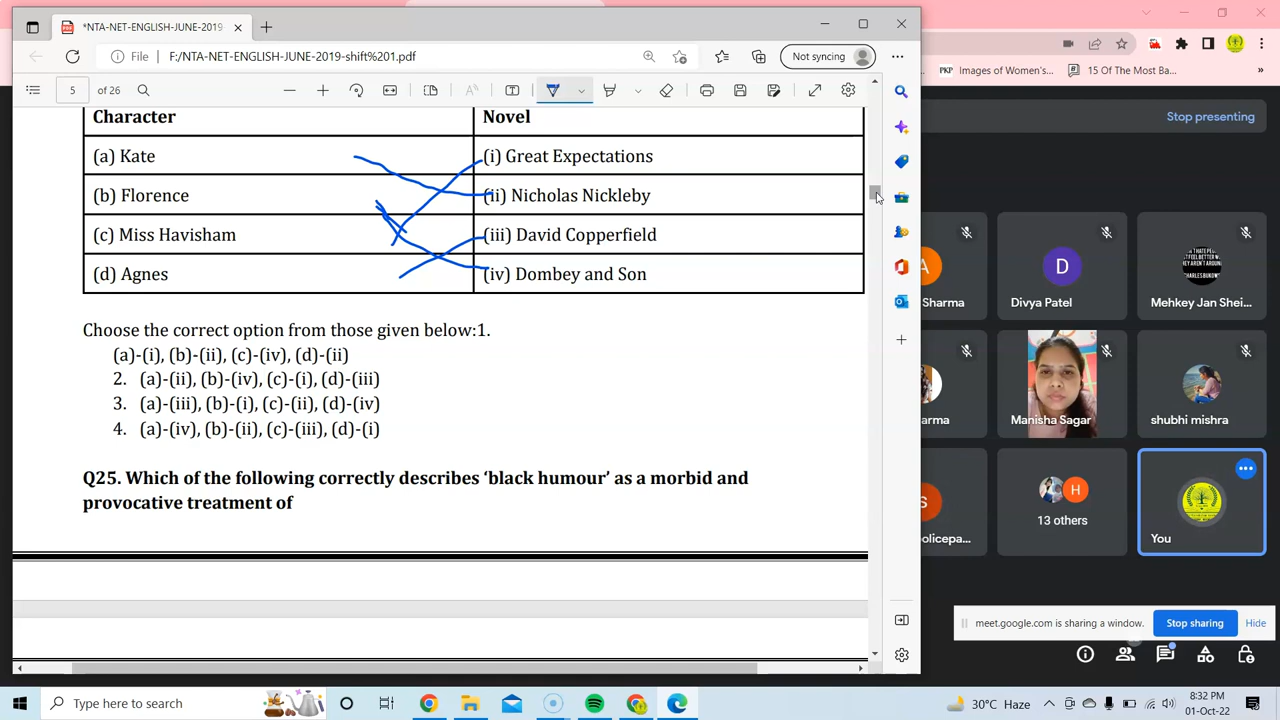 *NTA-NET-ENGLISH-JUNE-2019-
File
F:/NTA-NET-ENGLISH-JUNE-2019-shift%201.pdf
Not syncing
5 of 26
Character Novel
(a) Kate (i) Great Expectations
(b) Florence (ii) Nicholas Nickleby
(c) Miss Havisham (iii) David Copperfield
(d) Agnes (iv) Dombey and Son
Choose the correct option from those given below:1.
(a)-(i), (b)-(ii), (c)-(iv), (d)-(ii)
2. (a)-(ii), (b)-(iv), (c)-(i), (d)-(iii)
3. (a)-(iii), (b)-(i), (c)-(ii), (d)-(iv)
4. (a)-(iv), (b)-(ii), (c)-(iii), (d)-(i)
Q25. Which of the following correctly describes ‘black humour’ as a morbid and
provocative treatment of
PKP Images of Women's...
B 15 Of The Most Ba...
Stop presenting
A
Sharma
D
Divya Patel
Mehkey Jan Shei...
arma
Manisha Sagar
shubhi mishra
S
olicepa...
H
13 others
You
meet.google.com is sharing a window.
Stop sharing
Hide
Type here to search
30°C Haze
8:32 PM
01-Oct-22